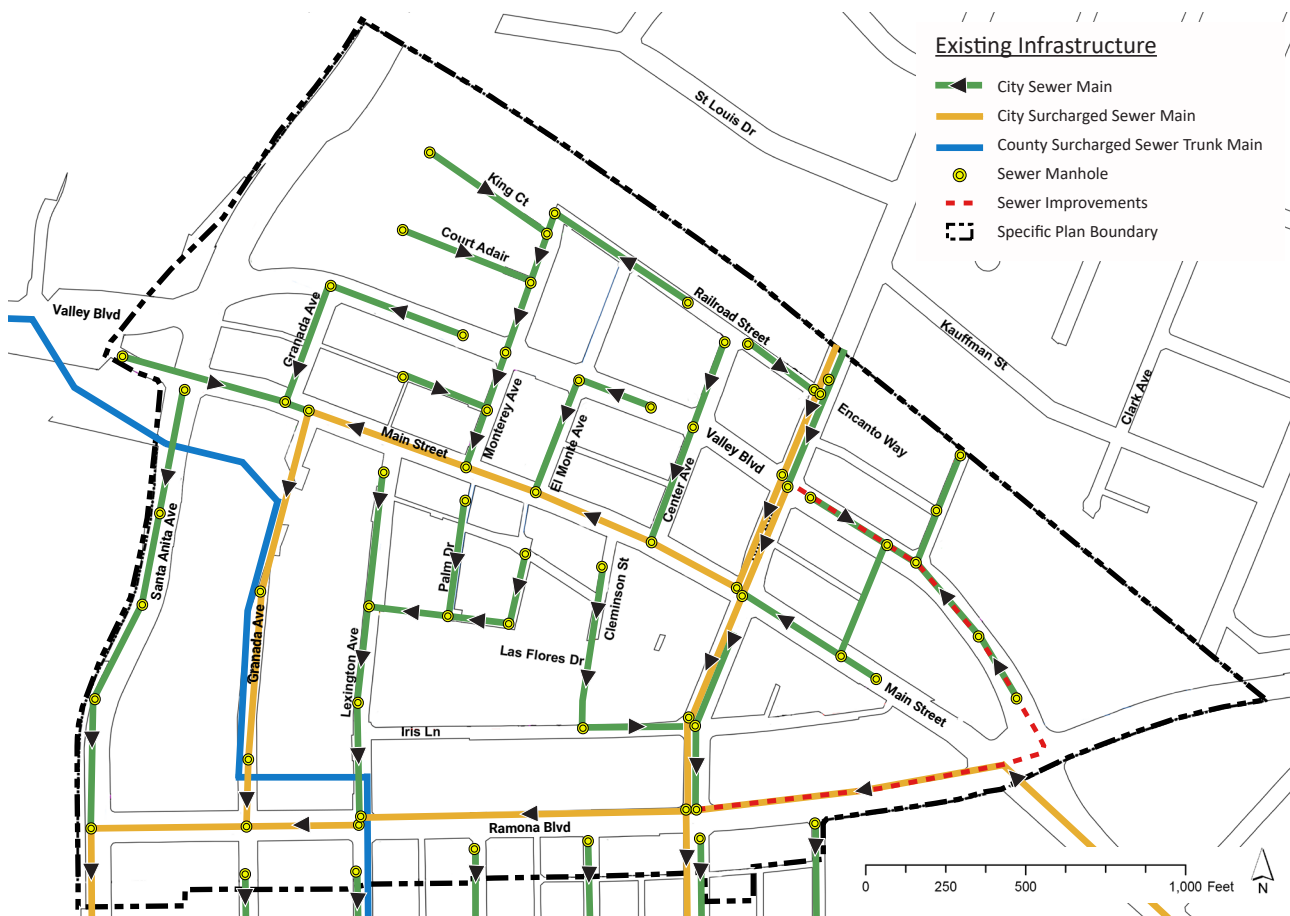 Existing Infrastructure
City Sewer Main
City Surcharged Sewer Main
County Surcharged Sewer Trunk Main
Sewer Manhole
Sewer Improvements
Specific Plan Boundary
St Louis Dr
King Ct
Court Adair
Valley Blvd
Granada Ave
Railroad Street
Kauffman St
Clark Ave
Encanto Way
Monterey Ave
Main Street
El Monte Ave
Center Ave
Valley Blvd
Santa Anita Ave
Granada Ave
Palm Dr
Cleminson St
Lexington Ave
Las Flores Dr
Main Street
Iris Ln
Ramona Blvd
0 250 500 1,000 Feet
N